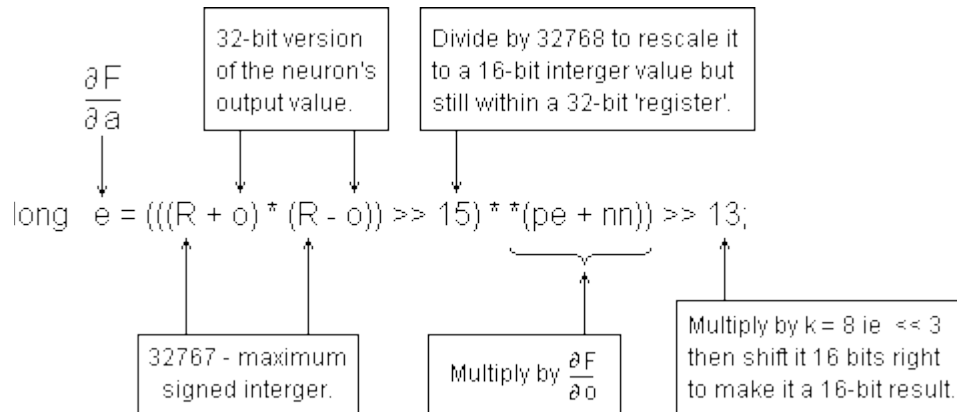 32-bit version
of the neuron's
output value.
Divide by 32768 to rescale it
to a 16-bit interger value but
still within a 32-bit 'register'.
∂F
∂a
long e = (((R + o) * (R - o)) >> 15) * *(pe + nn)) >> 13;
32767 - maximum
signed interger.
Multiply by ∂F/∂o
Multiply by k = 8 ie << 3
then shift it 16 bits right
to make it a 16-bit result.